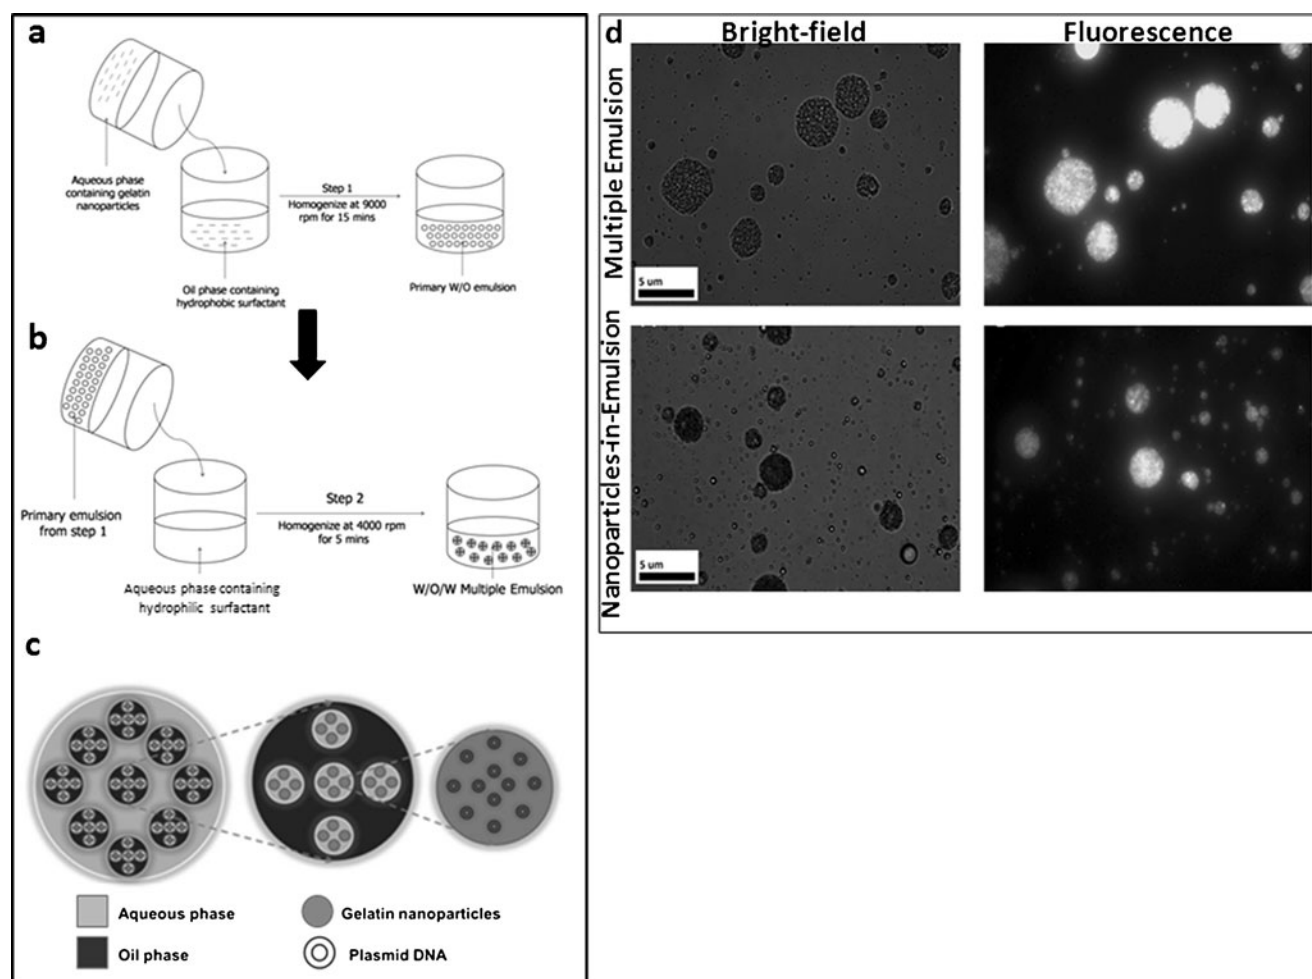 a
Aqueous phase
containing gelatin
nanoparticles
Step 1
Homogenize at 9000
rpm for 15 mins
Oil phase containing
hydrophobic surfactant
Primary W/O emulsion
b
Primary emulsion
from step 1
Step 2
Homogenize at 4000 rpm
for 5 mins
Aqueous phase containing
hydrophilic surfactant
W/O/W Multiple Emulsion
c
Aqueous phase
Gelatin nanoparticles
Oil phase
Plasmid DNA
d
Bright-field
Fluorescence
Multiple Emulsion
5 um
Nanoparticles-in-Emulsion
5 um